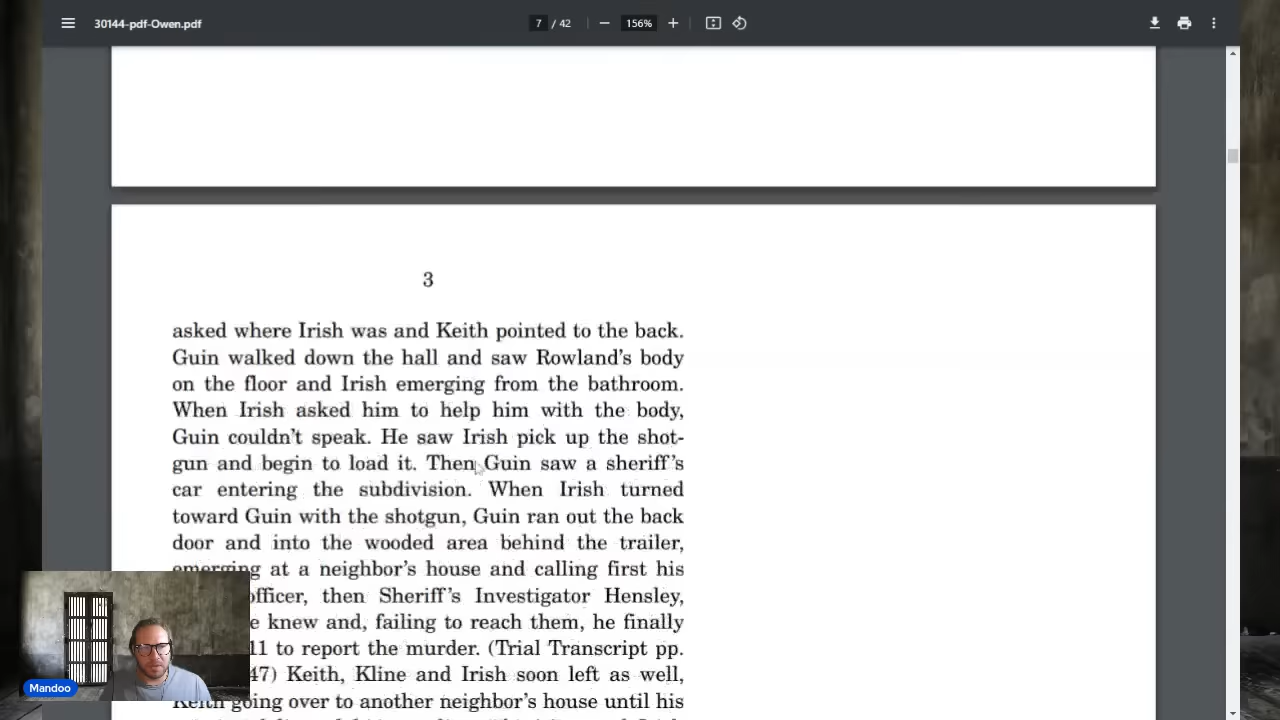 30144-pdf-Owen.pdf
7 / 42
156%
3
asked where Irish was and Keith pointed to the back.
Guin walked down the hall and saw Rowland's body
on the floor and Irish emerging from the bathroom.
When Irish asked him to help him with the body,
Guin couldn't speak. He saw Irish pick up the shot-
gun and begin to load it. Then Guin saw a sheriff's
car entering the subdivision. When Irish turned
toward Guin with the shotgun, Guin ran out the back
door and into the wooded area behind the trailer,
emerging at a neighbor's house and calling first his
officer, then Sheriff's Investigator Hensley,
knew and, failing to reach them, he finally
11 to report the murder. (Trial Transcript pp.
47) Keith, Kline and Irish soon left as well,
Keith going over to another neighbor's house until his
Mandoo